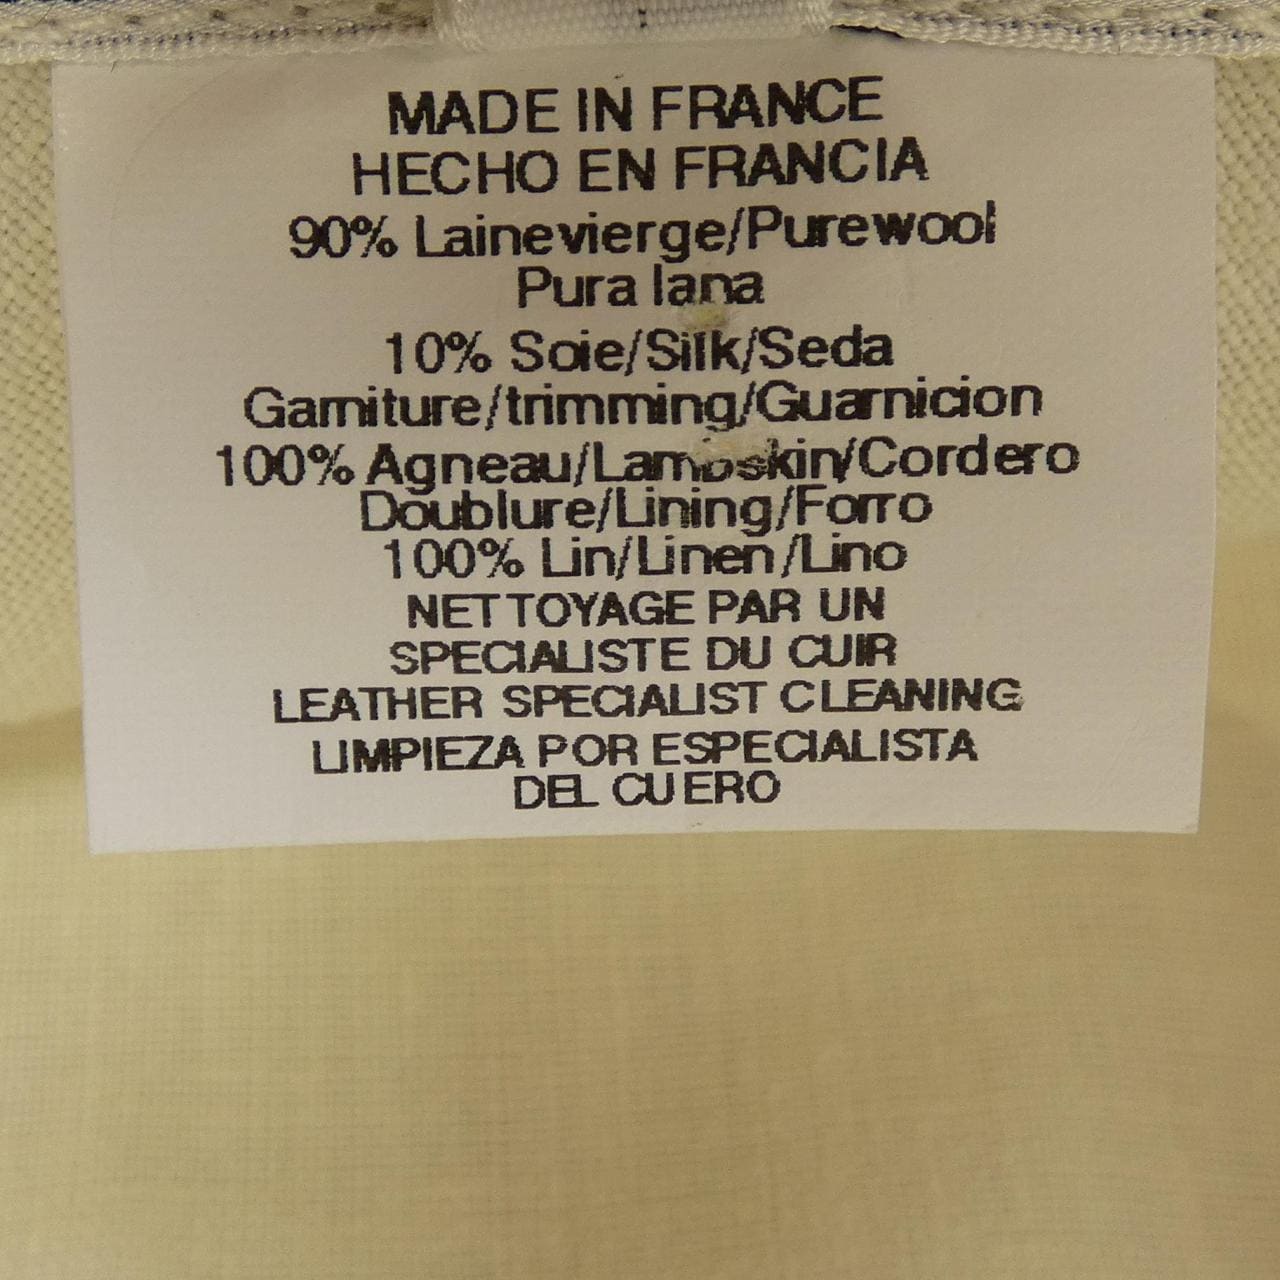 MADE IN FRANCE
HECHO EN FRANCIA
90% Lainevierge/Purewool
Pura lana
10% Soie/Silk/Seda
Garniture/trimming/Guarnicion
100% Agneau/Lambskin/Cordero
Doublure/Lining/Forro
100% Lin/Linen/Lino
NETTOYAGE PAR UN
SPECIALISTE DU CUIR
LEATHER SPECIALIST CLEANING
LIMPIEZA POR ESPECIALISTA
DEL CUERO